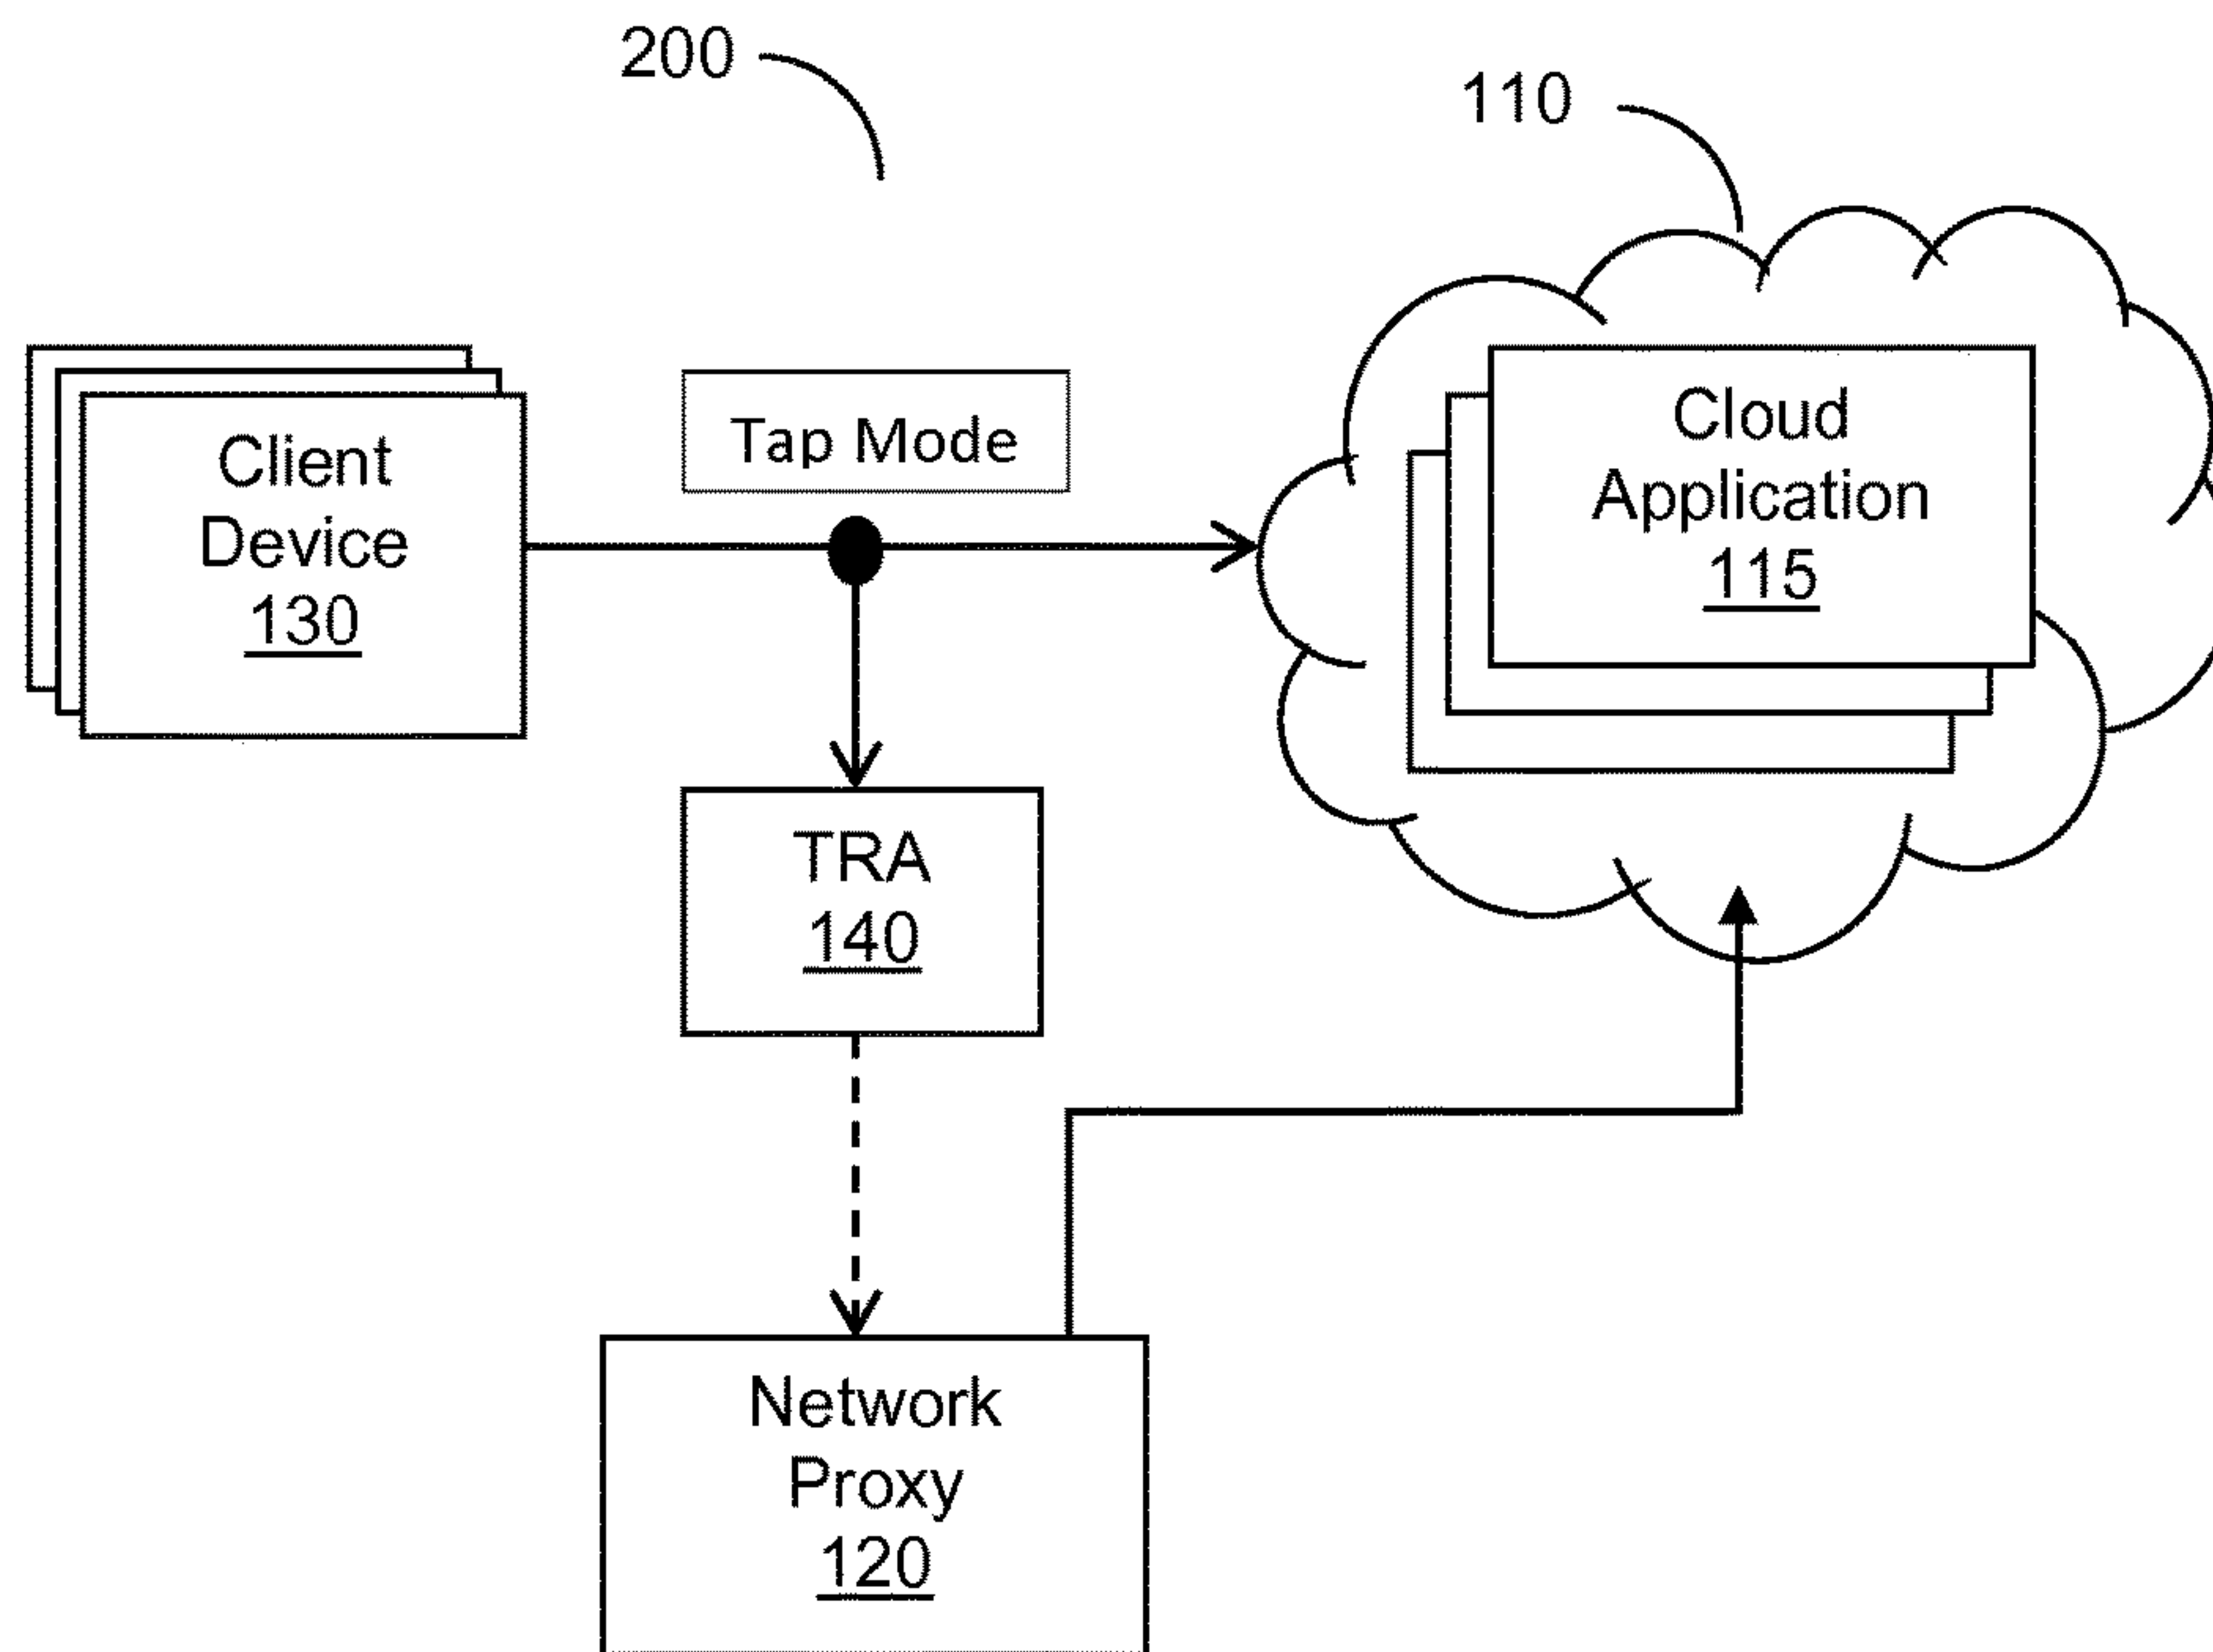 200
110
Client
Device
130
Tap Mode
Cloud
Application
115
TRA
140
Network
Proxy
120